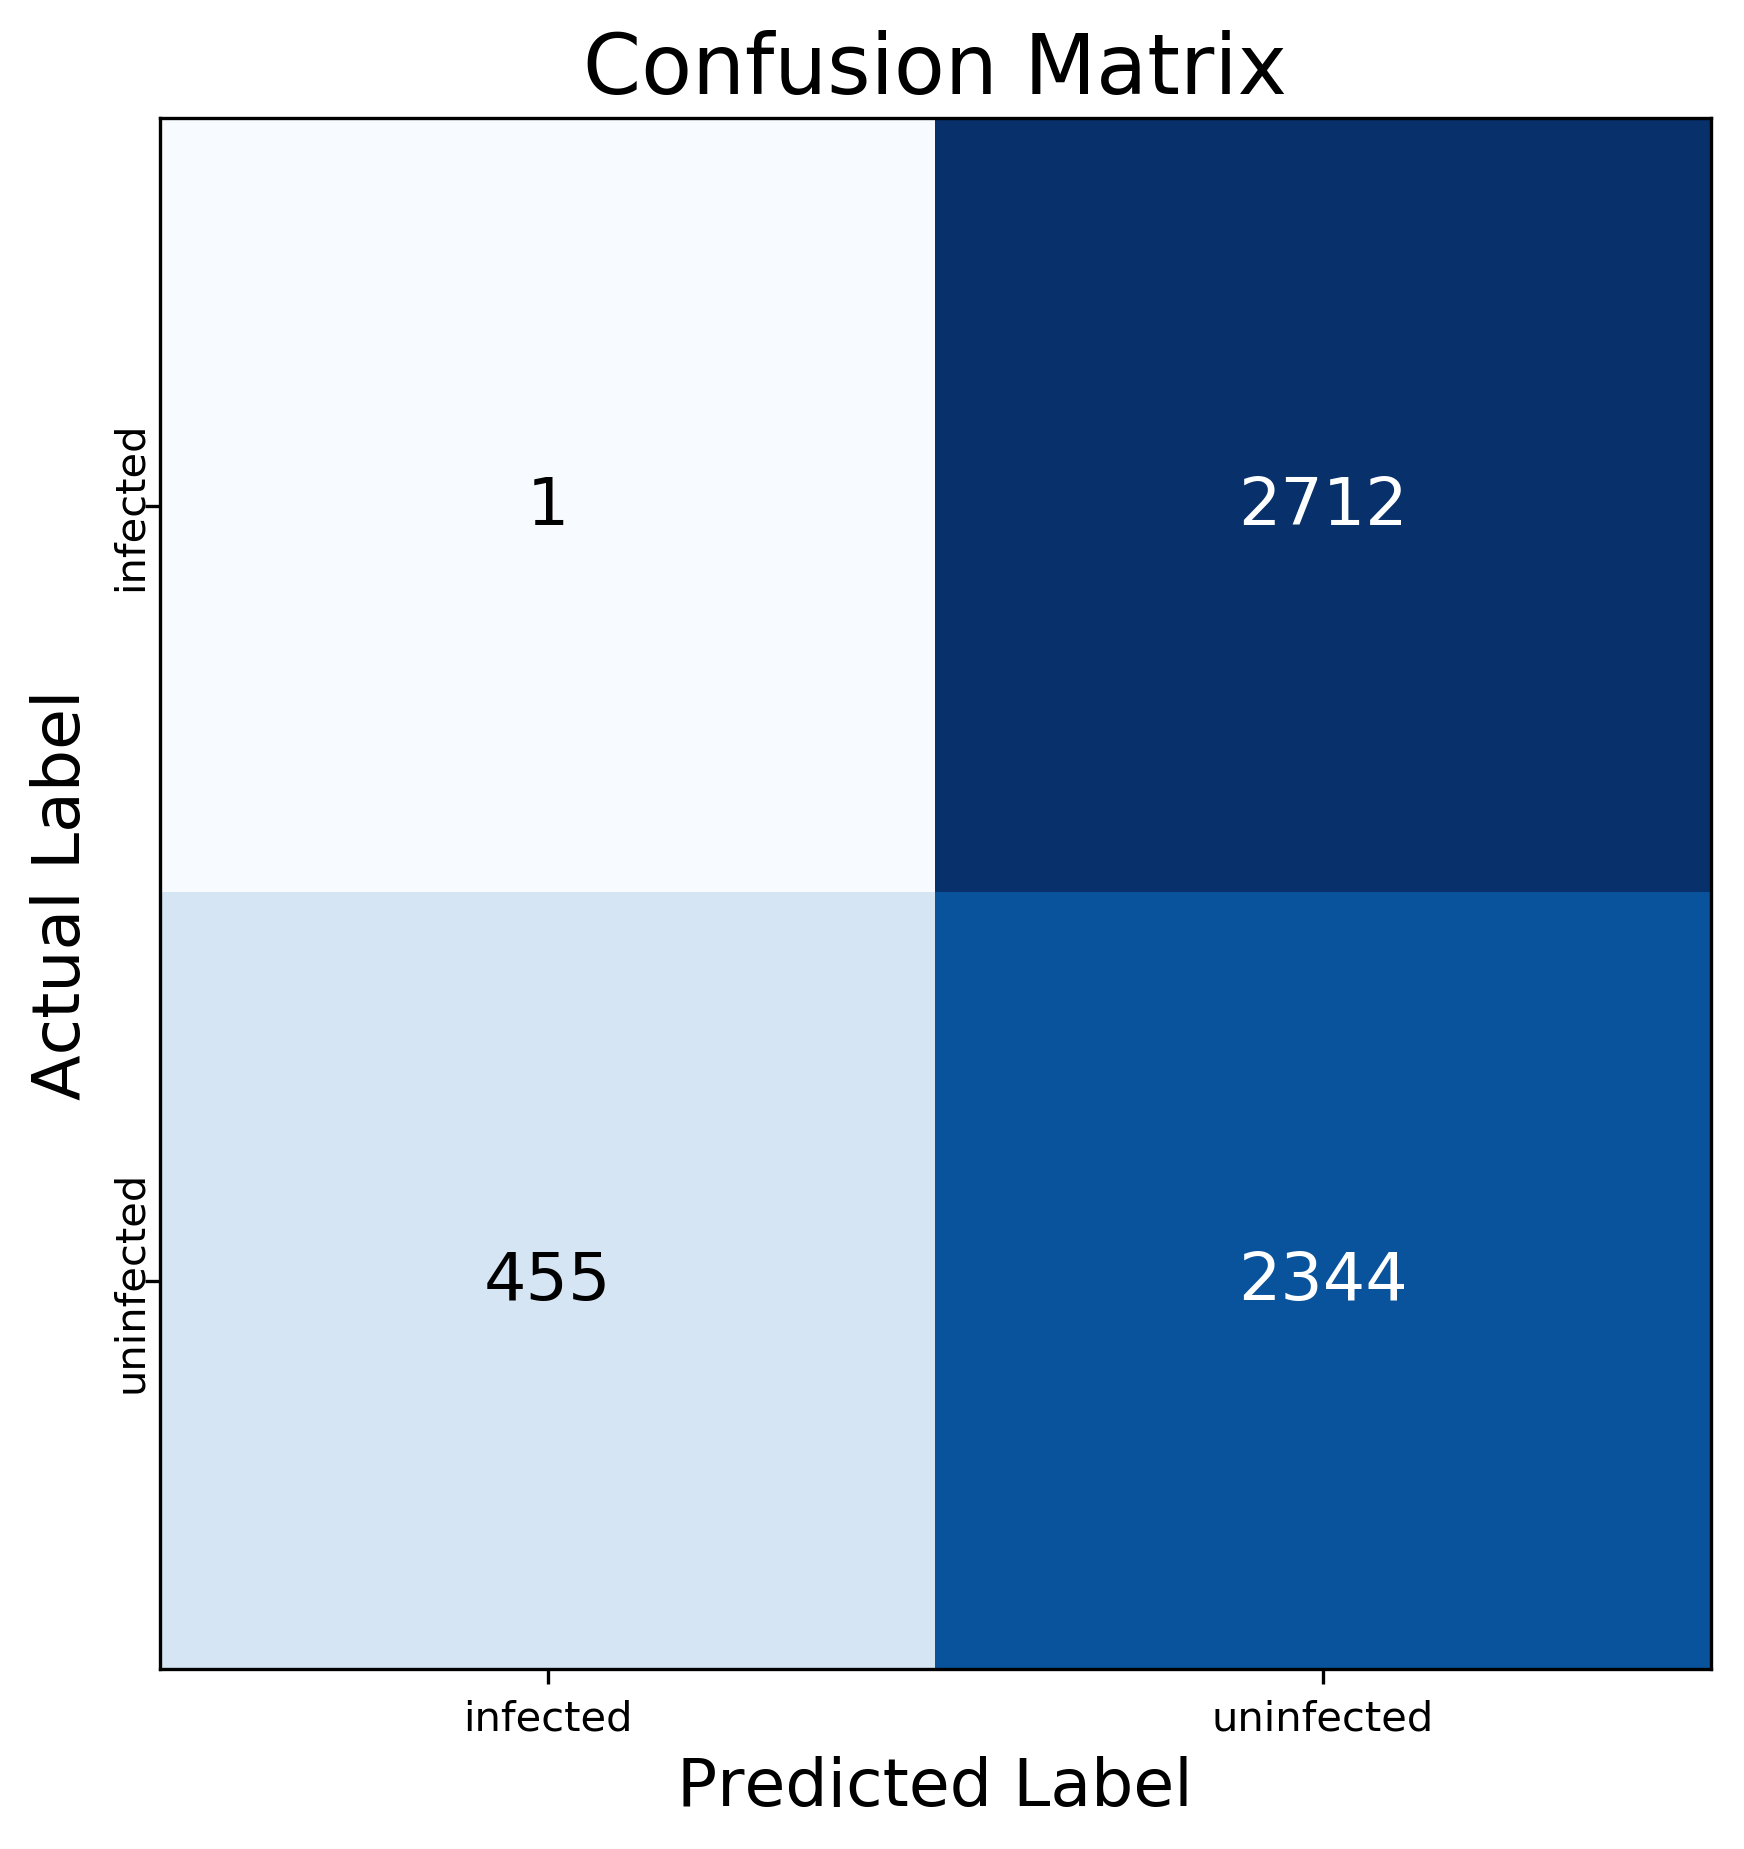 Confusion Matrix
Actual Label
infected
1
2712
uninfected
455
2344
infected
uninfected
Predicted Label